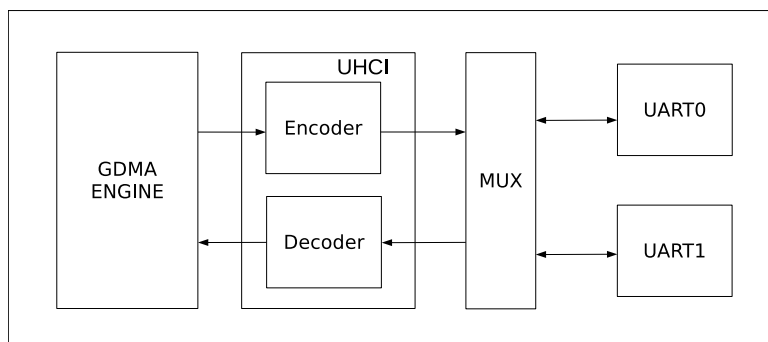 UHCI
GDMA
ENGINE
Encoder
Decoder
MUX
UART0
UART1